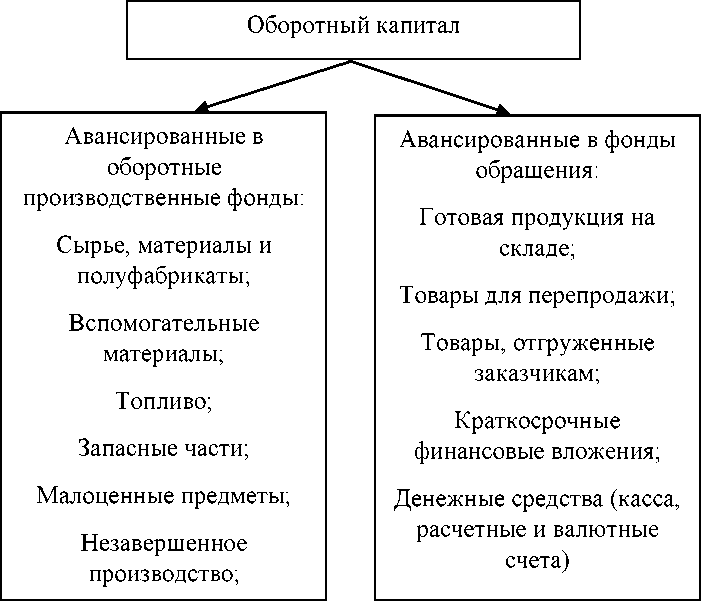 Оборотный капитал
Авансированные в
оборотные
производственные фонды:
Сырье, материалы и
полуфабрикаты;
Вспомогательные
материалы;
Топливо;
Запасные части;
Малоценные предметы;
Незавершенное
производство;
Авансированные в фонды
обращения:
Готовая продукция на
складе;
Товары для перепродажи;
Товары, отгруженные
заказчикам;
Краткосрочные
финансовые вложения;
Денежные средства (касса,
расчетные и валютные
счета)